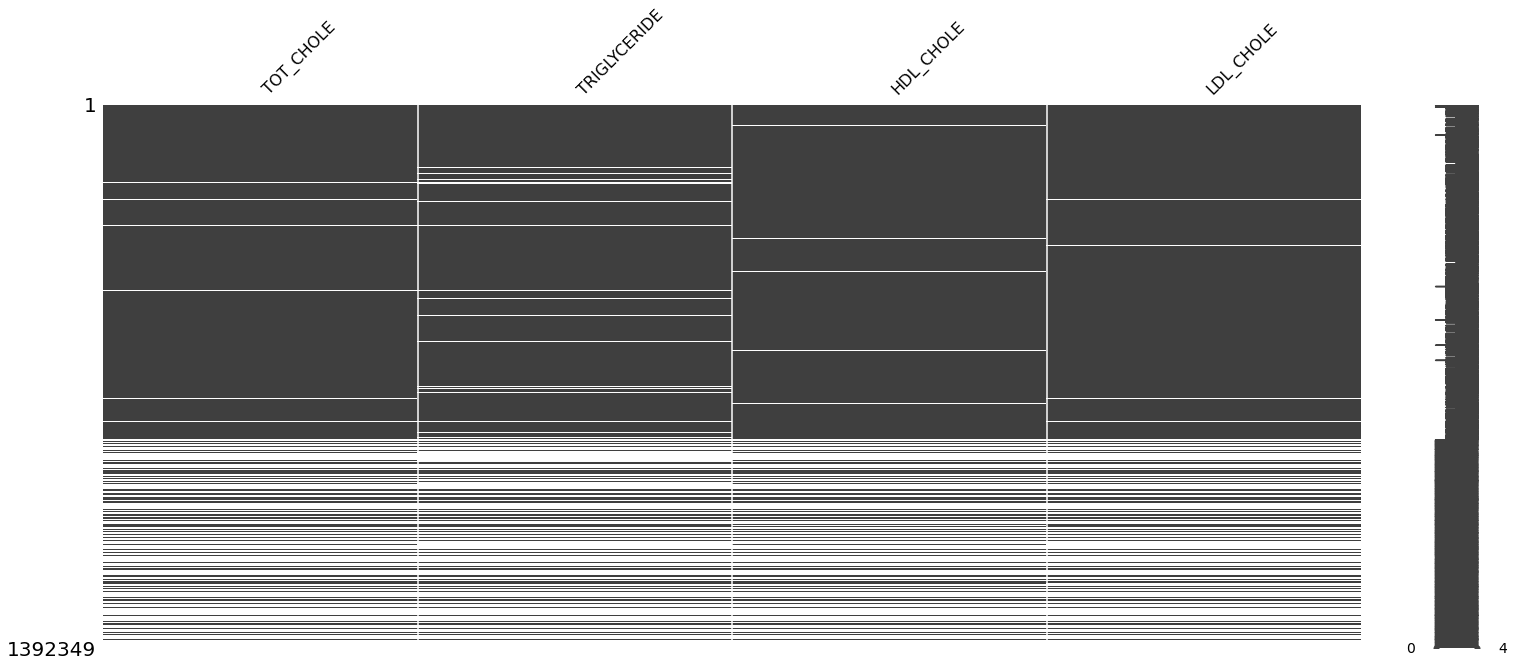 TOT_CHOLE
TRIGLYCERIDE
HDL_CHOLE
LDL_CHOLE
1
1392349
0
4